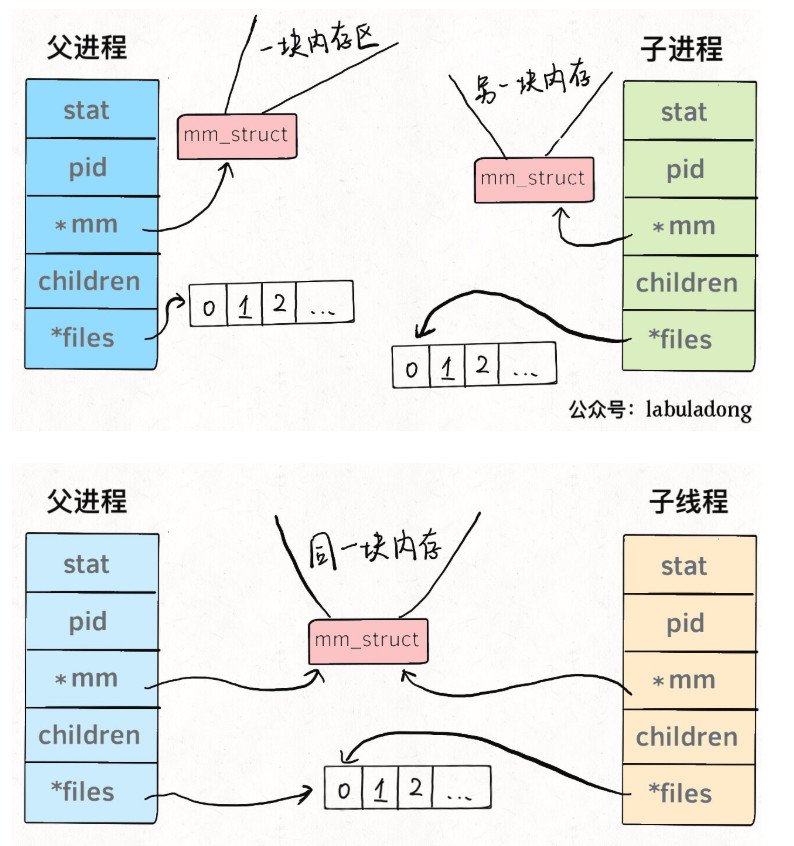 父进程
一块内存区
子进程
另一块内存
stat
mm_struct
stat
pid
mm_struct
pid
*mm
*mm
children
0 1 2 ...
children
*files
0 1 2 ...
*files
公众号：labuladong
父进程
子线程
同一块内存
stat
stat
pid
mm_struct
pid
*mm
*mm
children
children
*files
0 1 2 ...
*files